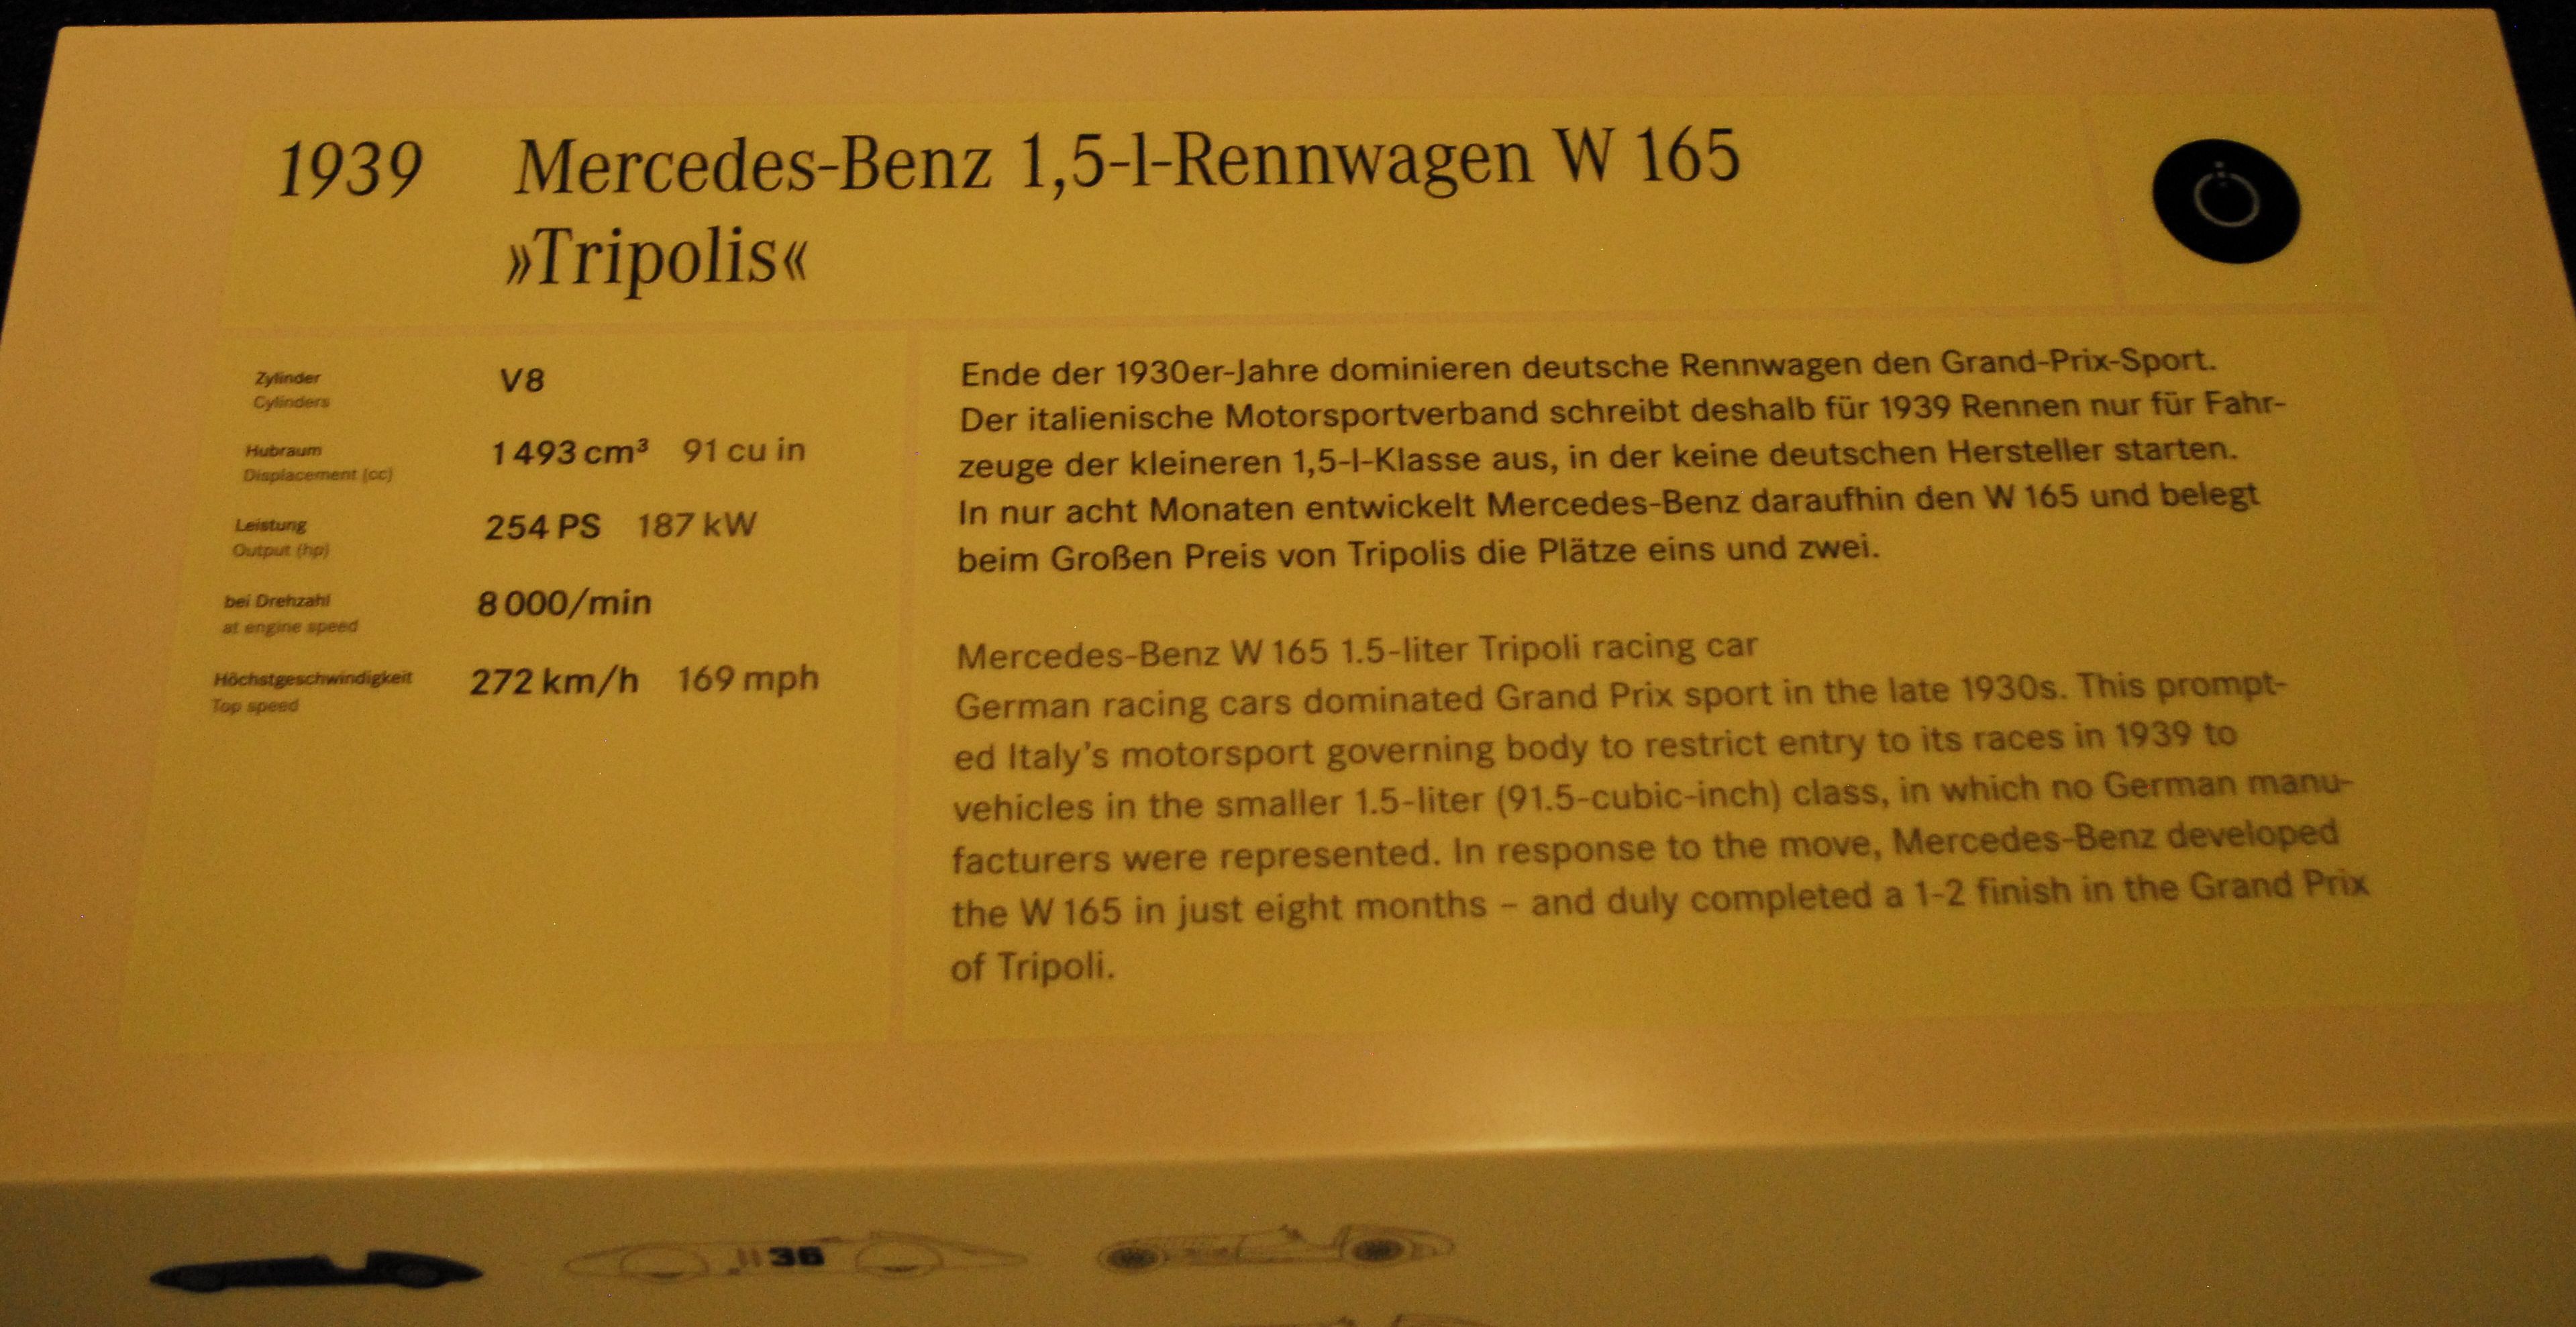 1939 Mercedes-Benz 1,5-l-Rennwagen W 165
»Tripolis«
Zylinder V8
Cylinders
Hubraum 1 493 cm³ 91 cu in
Displacement (cc)
Leistung 254 PS 187 kW
Output (hp)
bei Drehzahl 8 000/min
at engine speed
Höchstgeschwindigkeit 272 km/h 169 mph
Top speed
Ende der 1930er-Jahre dominieren deutsche Rennwagen den Grand-Prix-Sport.
Der italienische Motorsportverband schreibt deshalb für 1939 Rennen nur für Fahr-
zeuge der kleineren 1,5-l-Klasse aus, in der keine deutschen Hersteller starten.
In nur acht Monaten entwickelt Mercedes-Benz daraufhin den W 165 und belegt
beim Großen Preis von Tripolis die Plätze eins und zwei.
Mercedes-Benz W 165 1.5-liter Tripoli racing car
German racing cars dominated Grand Prix sport in the late 1930s. This prompt-
ed Italy's motorsport governing body to restrict entry to its races in 1939 to
vehicles in the smaller 1.5-liter (91.5-cubic-inch) class, in which no German manu-
facturers were represented. In response to the move, Mercedes-Benz developed
the W 165 in just eight months – and duly completed a 1-2 finish in the Grand Prix
of Tripoli.
36